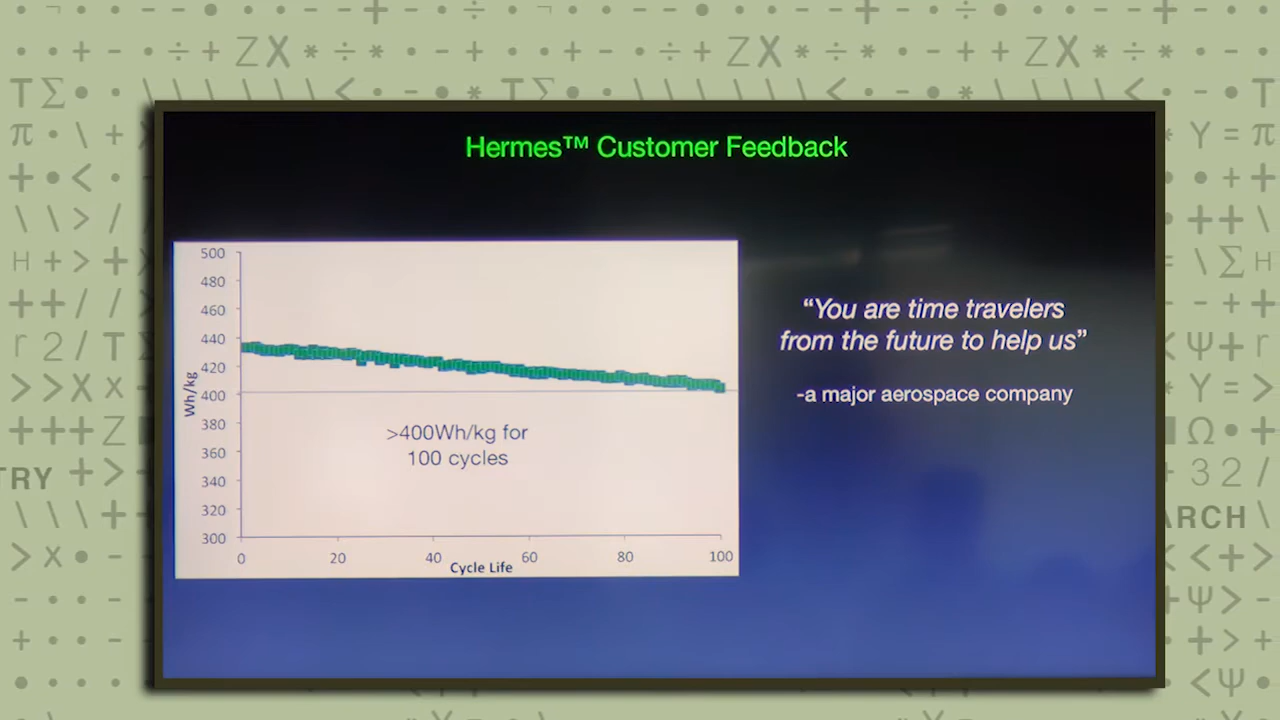 Hermes™ Customer Feedback
500
480
460
440
420
400
380
360
340
320
300
Wh/kg
>400Wh/kg for
100 cycles
0
20
40
60
80
100
Cycle Life
“You are time travelers
from the future to help us”
-a major aerospace company
TRY
ARCH